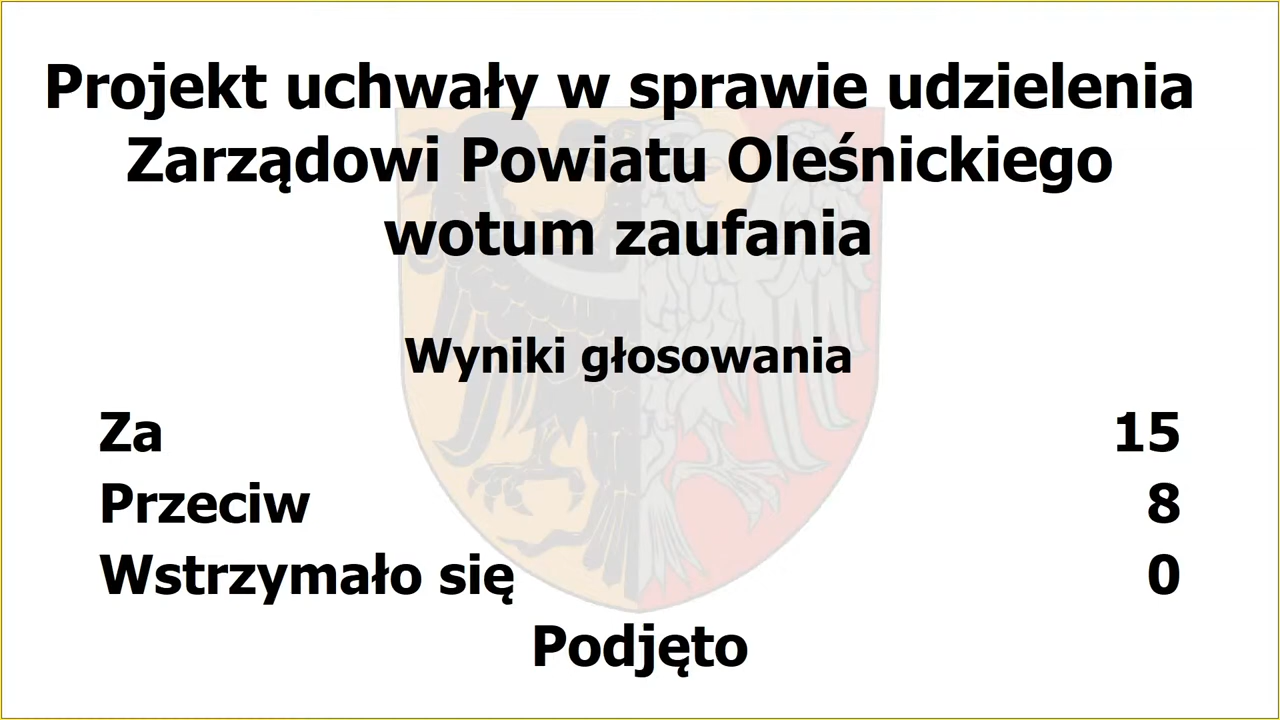 Projekt uchwały w sprawie udzielenia
Zarządowi Powiatu Oleśnickiego
wotum zaufania
Wyniki głosowania
Za 15
Przeciw 8
Wstrzymało się 0
Podjęto